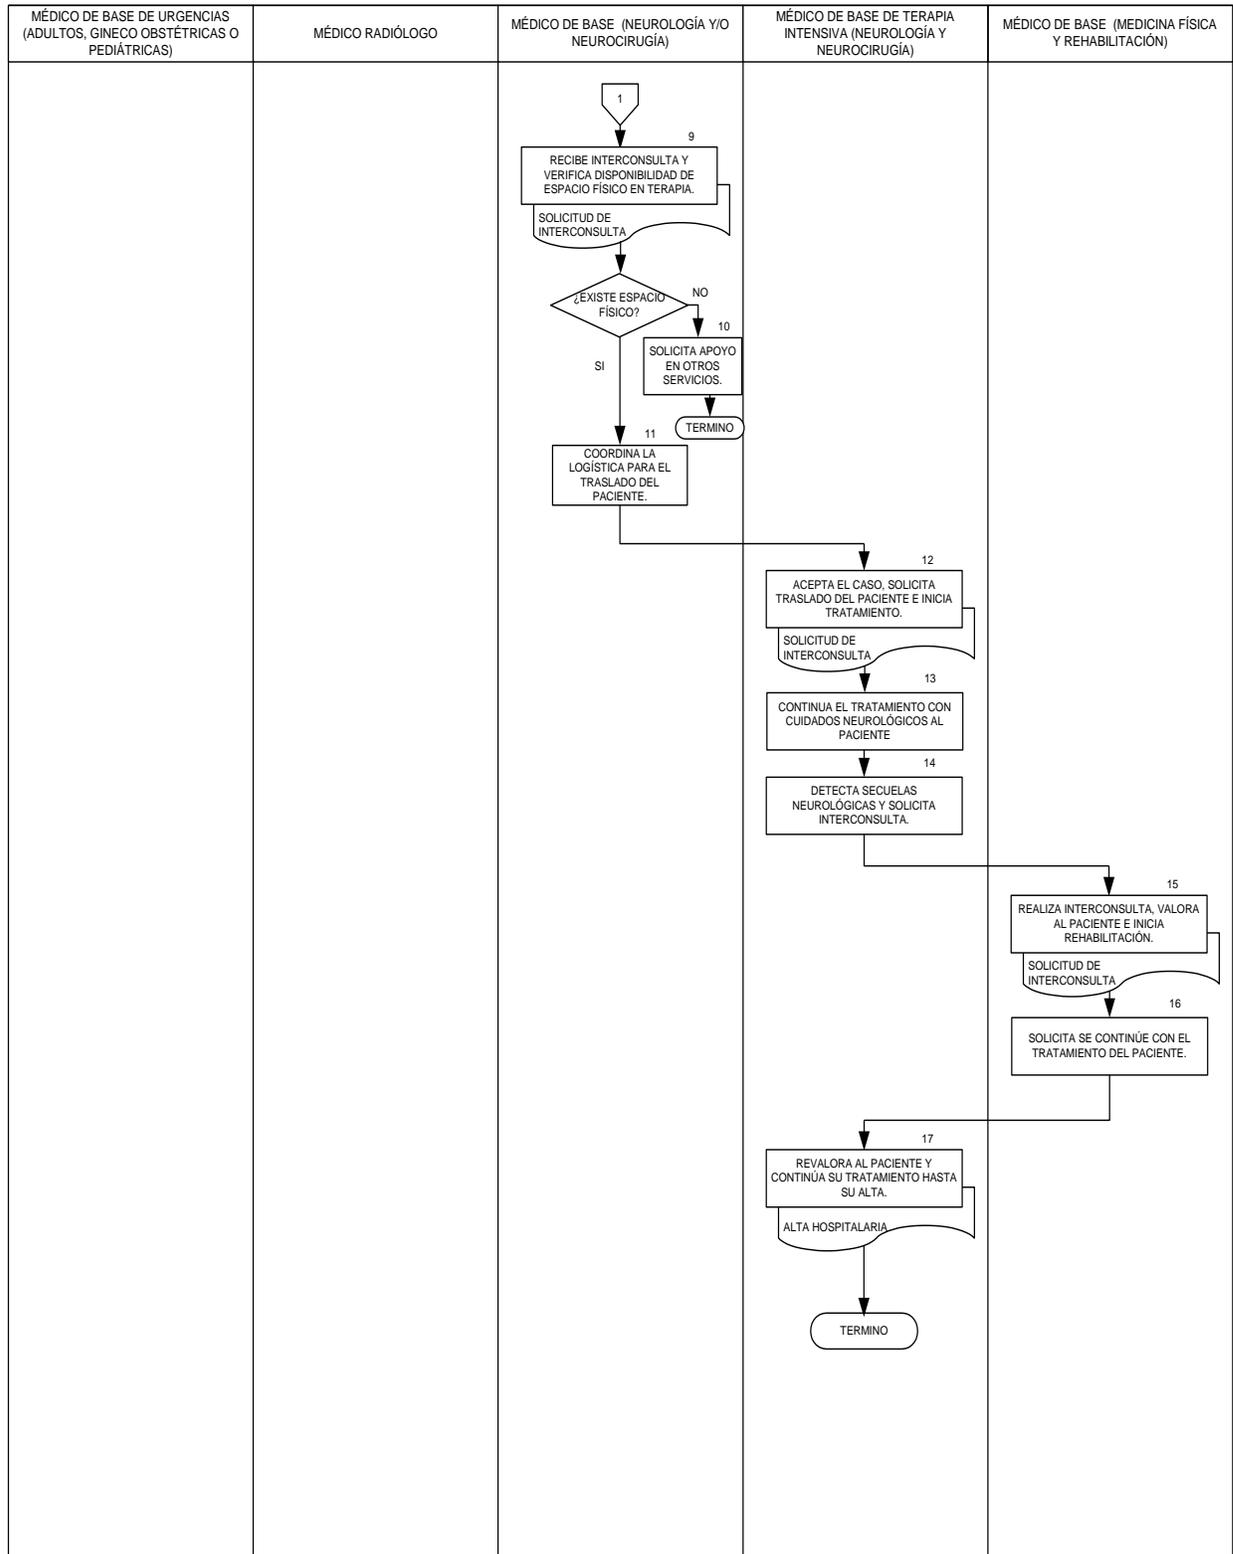 MÉDICO DE BASE DE URGENCIAS
(ADULTOS, GINECO OBSTÉTRICAS O
PEDIÁTRICAS)
MÉDICO RADIÓLOGO
MÉDICO DE BASE (NEUROLOGÍA Y/O
NEUROCIRUGÍA)
MÉDICO DE BASE DE TERAPIA
INTENSIVA (NEUROLOGÍA Y
NEUROCIRUGÍA)
MÉDICO DE BASE (MEDICINA FÍSICA
Y REHABILITACIÓN)
1
9
RECIBE INTERCONSULTA Y
VERIFICA DISPONIBILIDAD DE
ESPACIO FÍSICO EN TERAPIA.
SOLICITUD DE
INTERCONSULTA
¿EXISTE ESPACIO
FÍSICO?
NO
10
SOLICITA APOYO
EN OTROS
SERVICIOS.
TERMINO
SI
11
COORDINA LA
LOGÍSTICA PARA EL
TRASLADO DEL
PACIENTE.
12
ACEPTA EL CASO, SOLICITA
TRASLADO DEL PACIENTE E INICIA
TRATAMIENTO.
SOLICITUD DE
INTERCONSULTA
13
CONTINUA EL TRATAMIENTO CON
CUIDADOS NEUROLÓGICOS AL
PACIENTE
14
DETECTA SECUELAS
NEUROLÓGICAS Y SOLICITA
INTERCONSULTA.
15
REALIZA INTERCONSULTA, VALORA
AL PACIENTE E INICIA
REHABILITACIÓN.
SOLICITUD DE
INTERCONSULTA
16
SOLICITA SE CONTINÚE CON EL
TRATAMIENTO DEL PACIENTE.
17
REVALORA AL PACIENTE Y
CONTINÚA SU TRATAMIENTO HASTA
SU ALTA.
ALTA HOSPITALARIA
TERMINO